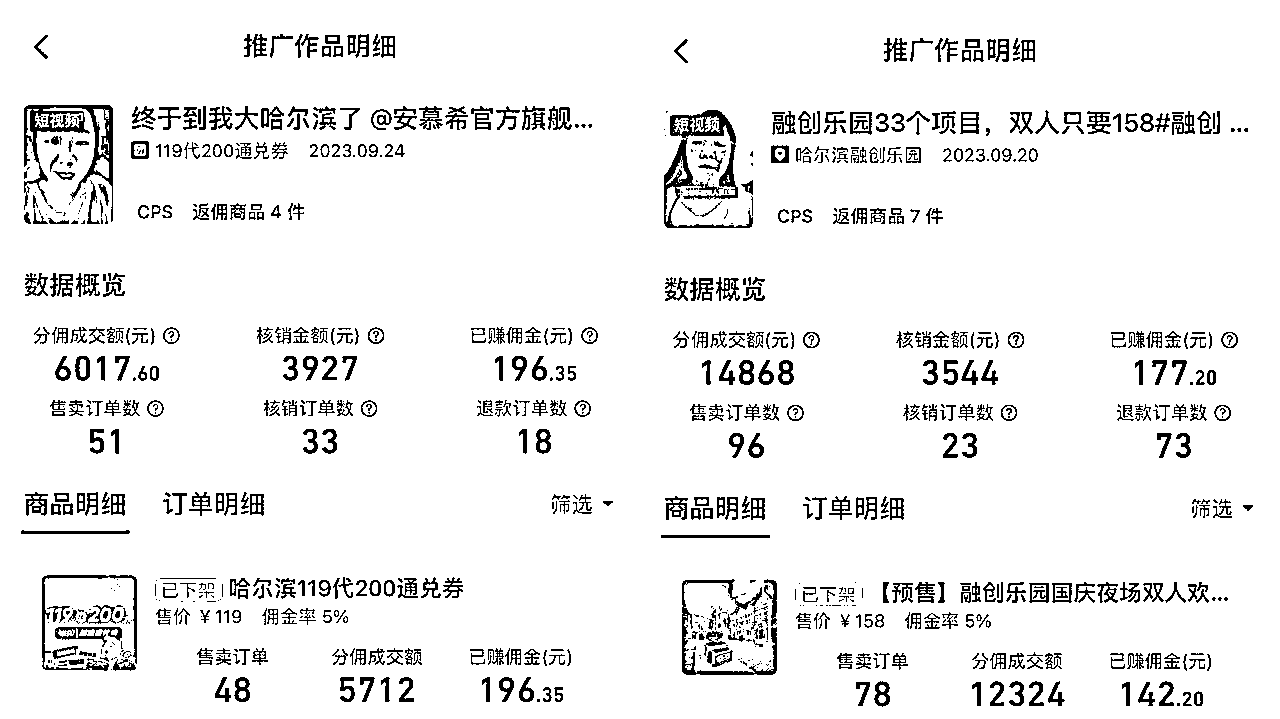 推广作品明细
短视频
终于到我大哈尔滨了 @安慕希官方旗舰...
119代200通兑券 2023.09.24
CPS 返佣商品 4 件
数据概览
分佣成交额(元) 核销金额(元) 已赚佣金(元)
6017.60 3927 196.35
售卖订单数 核销订单数 退款订单数
51 33 18
商品明细 订单明细 筛选
已下架 哈尔滨119代200通兑券
售价 ¥119 佣金率 5%
119代200
售卖订单 分佣成交额 已赚佣金(元)
48 5712 196.35
推广作品明细
短视频
融创乐园33个项目，双人只要158#融创 ...
哈尔滨融创乐园 2023.09.20
CPS 返佣商品 7 件
数据概览
分佣成交额(元) 核销金额(元) 已赚佣金(元)
14868 3544 177.20
售卖订单数 核销订单数 退款订单数
96 23 73
商品明细 订单明细 筛选
已下架 【预售】融创乐园国庆夜场双人欢...
售价 ¥158 佣金率 5%
售卖订单 分佣成交额 已赚佣金(元)
78 12324 142.20